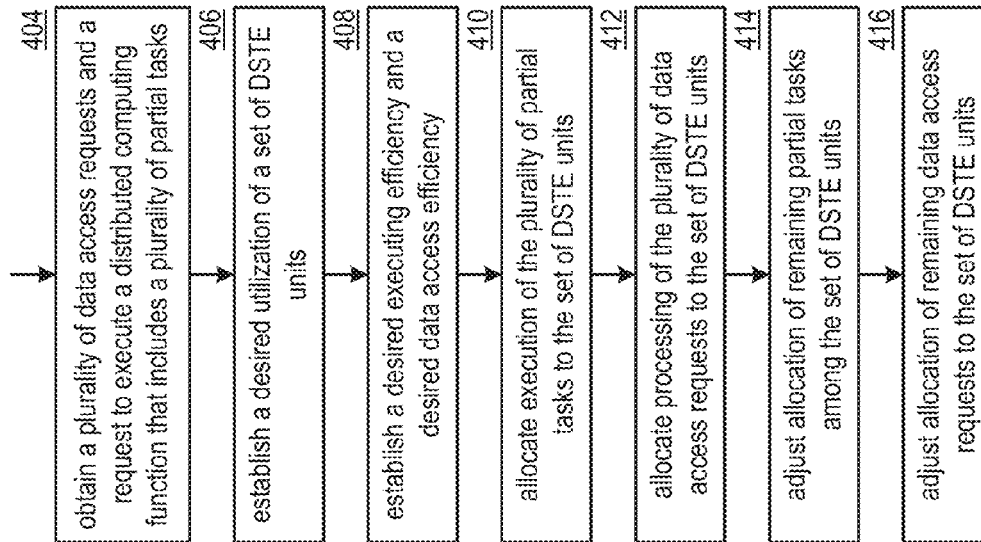 404
obtain a plurality of data access requests and a
request to execute a distributed computing
function that includes a plurality of partial tasks
406
establish a desired utilization of a set of DSTE
units
408
establish a desired executing efficiency and a
desired data access efficiency
410
allocate execution of the plurality of partial
tasks to the set of DSTE units
412
allocate processing of the plurality of data
access requests to the set of DSTE units
414
adjust allocation of remaining partial tasks
among the set of DSTE units
416
adjust allocation of remaining data access
requests to the set of DSTE units